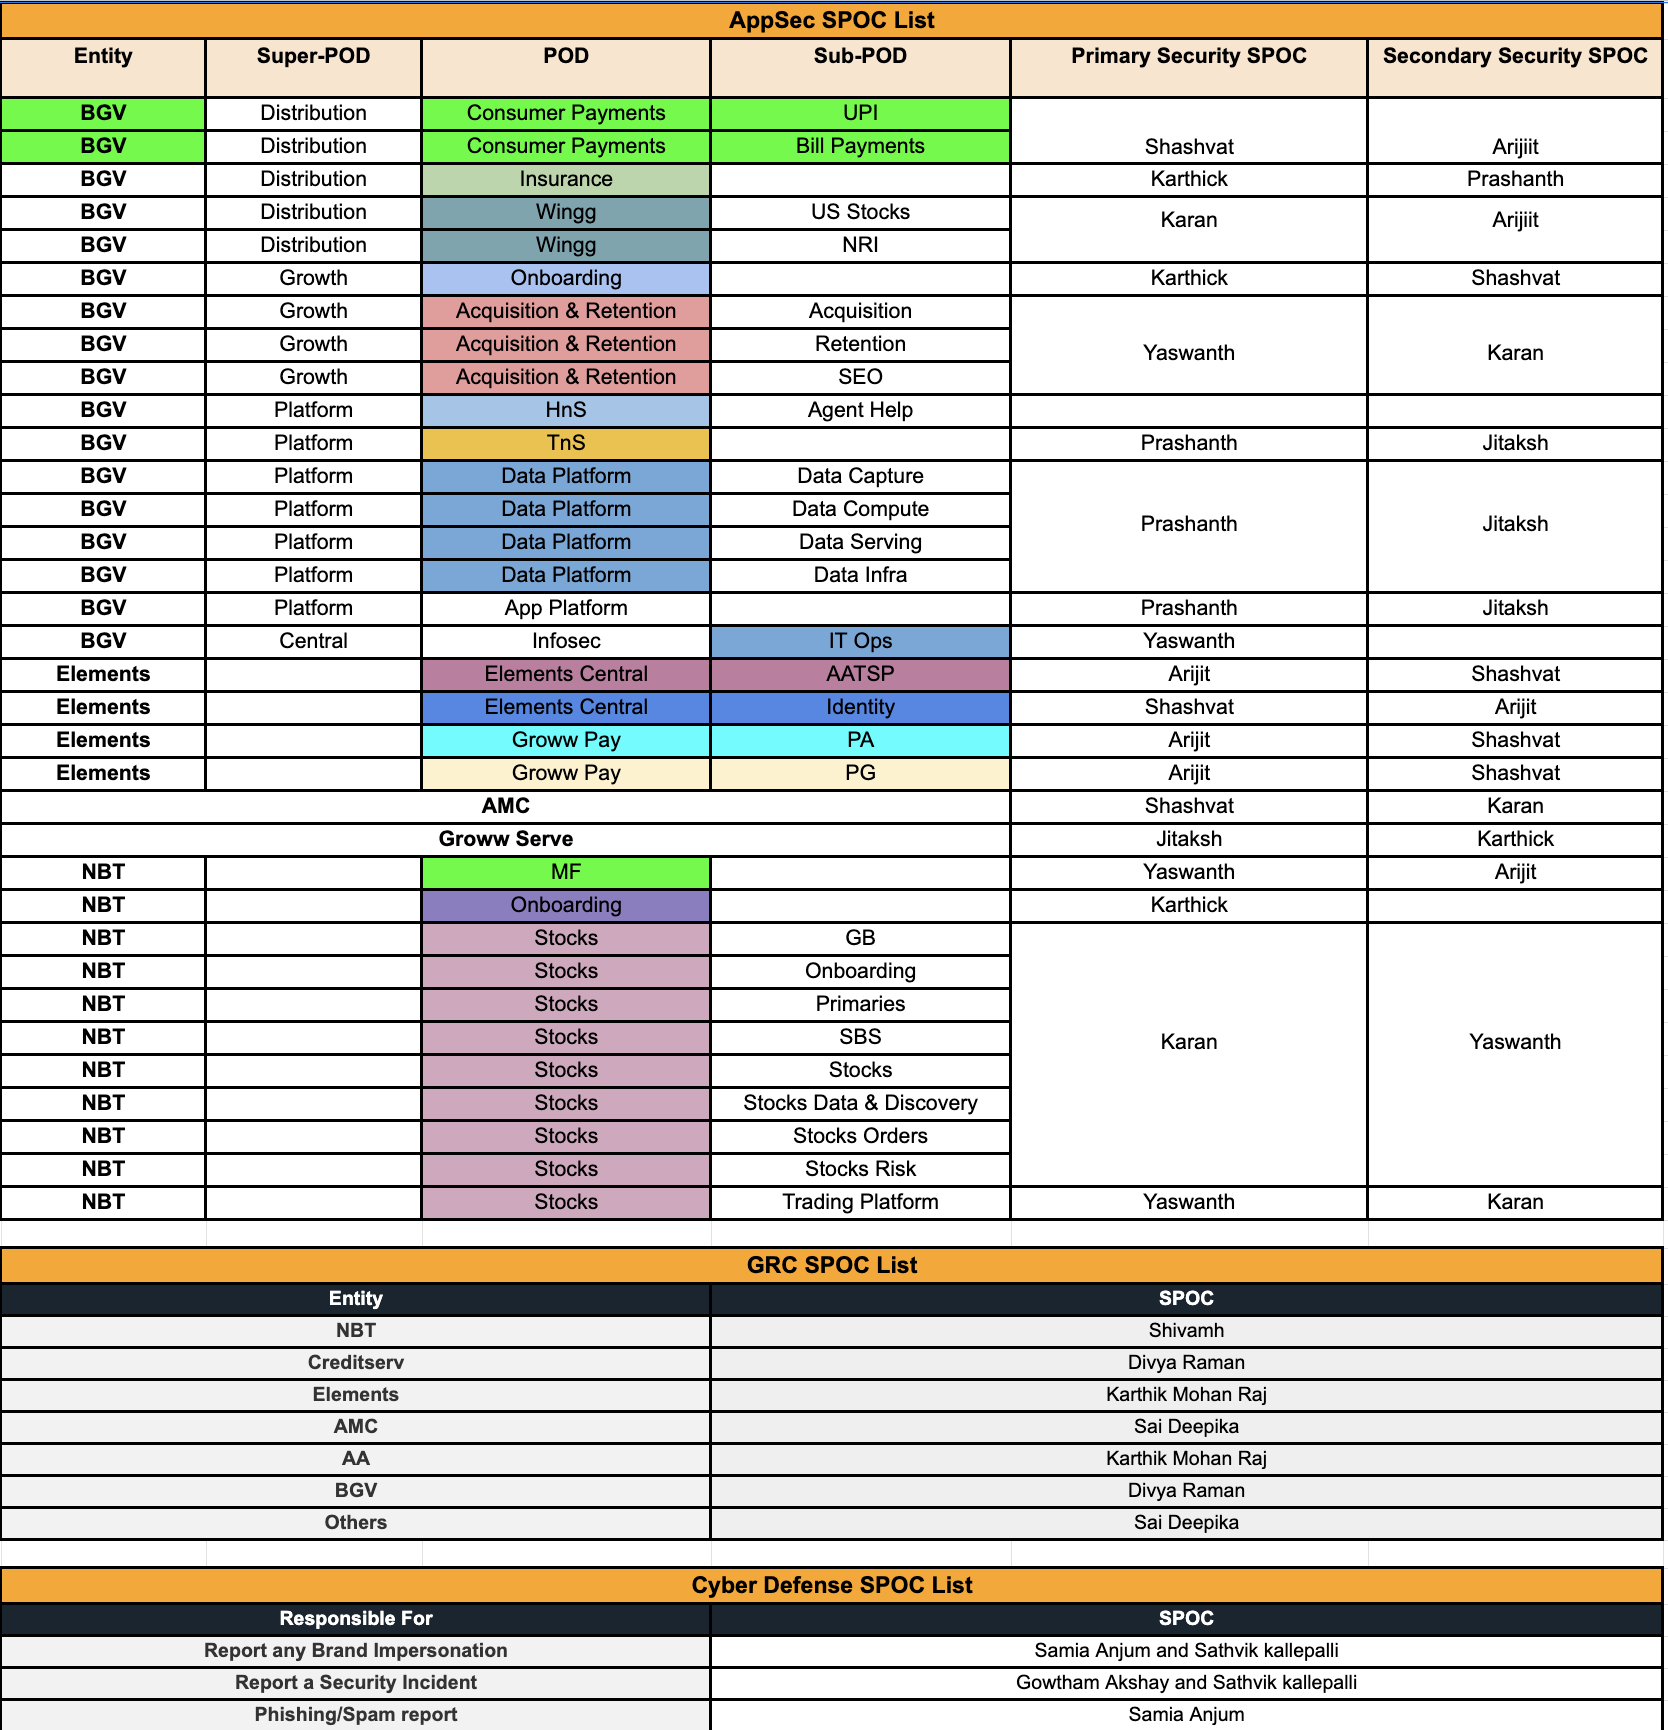 AppSec SPOC List
Entity Super-POD POD Sub-POD Primary Security SPOC Secondary Security SPOC
BGV Distribution Consumer Payments UPI
BGV Distribution Consumer Payments Bill Payments Shashvat Arijiit
BGV Distribution Insurance Karthick Prashanth
BGV Distribution Wingg US Stocks Karan Arijiit
BGV Distribution Wingg NRI
BGV Growth Onboarding Karthick Shashvat
BGV Growth Acquisition & Retention Acquisition
BGV Growth Acquisition & Retention Retention Yaswanth Karan
BGV Growth Acquisition & Retention SEO
BGV Platform HnS Agent Help
BGV Platform TnS Prashanth Jitaksh
BGV Platform Data Platform Data Capture
BGV Platform Data Platform Data Compute Prashanth Jitaksh
BGV Platform Data Platform Data Serving
BGV Platform Data Platform Data Infra
BGV Platform App Platform Prashanth Jitaksh
BGV Central Infosec IT Ops Yaswanth
Elements Elements Central AATSP Arijit Shashvat
Elements Elements Central Identity Shashvat Arijit
Elements Groww Pay PA Arijit Shashvat
Elements Groww Pay PG Arijit Shashvat
AMC Shashvat Karan
Groww Serve Jitaksh Karthick
NBT MF Yaswanth Arijit
NBT Onboarding Karthick
NBT Stocks GB
NBT Stocks Onboarding
NBT Stocks Primaries
NBT Stocks SBS Karan Yaswanth
NBT Stocks Stocks
NBT Stocks Stocks Data & Discovery
NBT Stocks Stocks Orders
NBT Stocks Stocks Risk
NBT Stocks Trading Platform Yaswanth Karan
GRC SPOC List
Entity SPOC
NBT Shivamh
Creditserv Divya Raman
Elements Karthik Mohan Raj
AMC Sai Deepika
AA Karthik Mohan Raj
BGV Divya Raman
Others Sai Deepika
Cyber Defense SPOC List
Responsible For SPOC
Report any Brand Impersonation Samia Anjum and Sathvik kallepalli
Report a Security Incident Gowtham Akshay and Sathvik kallepalli
Phishing/Spam report Samia Anjum